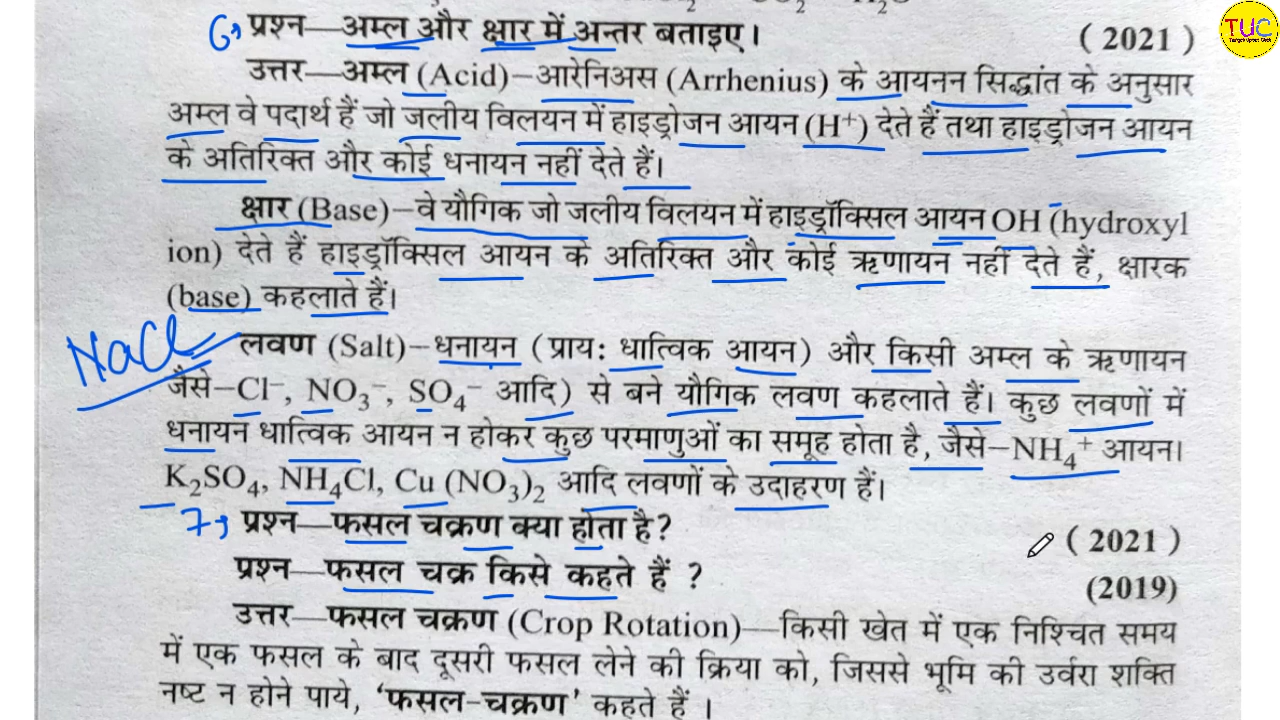 TUC
Target Upset Click
6, प्रश्न—अम्ल और क्षार में अन्तर बताइए। ( 2021 )
उत्तर—अम्ल (Acid)–आरेनिअस (Arrhenius) के आयनन सिद्धांत के अनुसार
अम्ल वे पदार्थ हैं जो जलीय विलयन में हाइड्रोजन आयन (H⁺) देते हैं तथा हाइड्रोजन आयन
के अतिरिक्त और कोई धनायन नहीं देते हैं।
क्षार (Base)–वे यौगिक जो जलीय विलयन में हाइड्रॉक्सिल आयन OH⁻ (hydroxyl
ion) देते हैं हाइड्रॉक्सिल आयन के अतिरिक्त और कोई ऋणायन नहीं देते हैं, क्षारक
(base) कहलाते हैं।
NaCl
लवण (Salt)–धनायन (प्राय: धात्विक आयन) और किसी अम्ल के ऋणायन
जैसे–Cl⁻, NO₃⁻, SO₄⁻ आदि) से बने यौगिक लवण कहलाते हैं। कुछ लवणों में
धनायन धात्विक आयन न होकर कुछ परमाणुओं का समूह होता है, जैसे–NH₄⁺ आयन।
K₂SO₄, NH₄Cl, Cu (NO₃)₂ आदि लवणों के उदाहरण हैं।
7, प्रश्न—फसल चक्रण क्या होता है? ( 2021 )
प्रश्न—फसल चक्र किसे कहते हैं ? (2019)
उत्तर—फसल चक्रण (Crop Rotation)—किसी खेत में एक निश्चित समय
में एक फसल के बाद दूसरी फसल लेने की क्रिया को, जिससे भूमि की उर्वरा शक्ति
नष्ट न होने पाये, ‘फसल-चक्रण’ कहते हैं ।